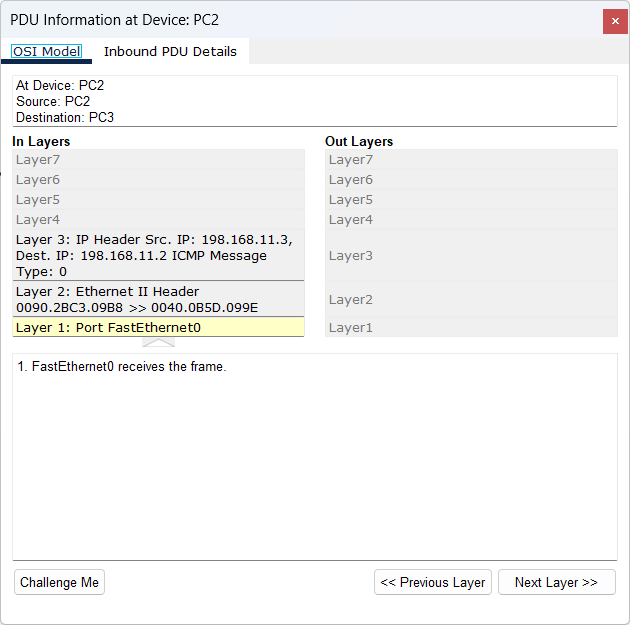 PDU Information at Device: PC2
×
OSI Model
Inbound PDU Details
At Device: PC2
Source: PC2
Destination: PC3
In Layers
Layer7
Layer6
Layer5
Layer4
Layer 3: IP Header Src. IP: 198.168.11.3,
Dest. IP: 198.168.11.2 ICMP Message
Type: 0
Layer 2: Ethernet II Header
0090.2BC3.09B8 >> 0040.0B5D.099E
Layer 1: Port FastEthernet0
Out Layers
Layer7
Layer6
Layer5
Layer4
Layer3
Layer2
Layer1
1. FastEthernet0 receives the frame.
Challenge Me
<< Previous Layer
Next Layer >>